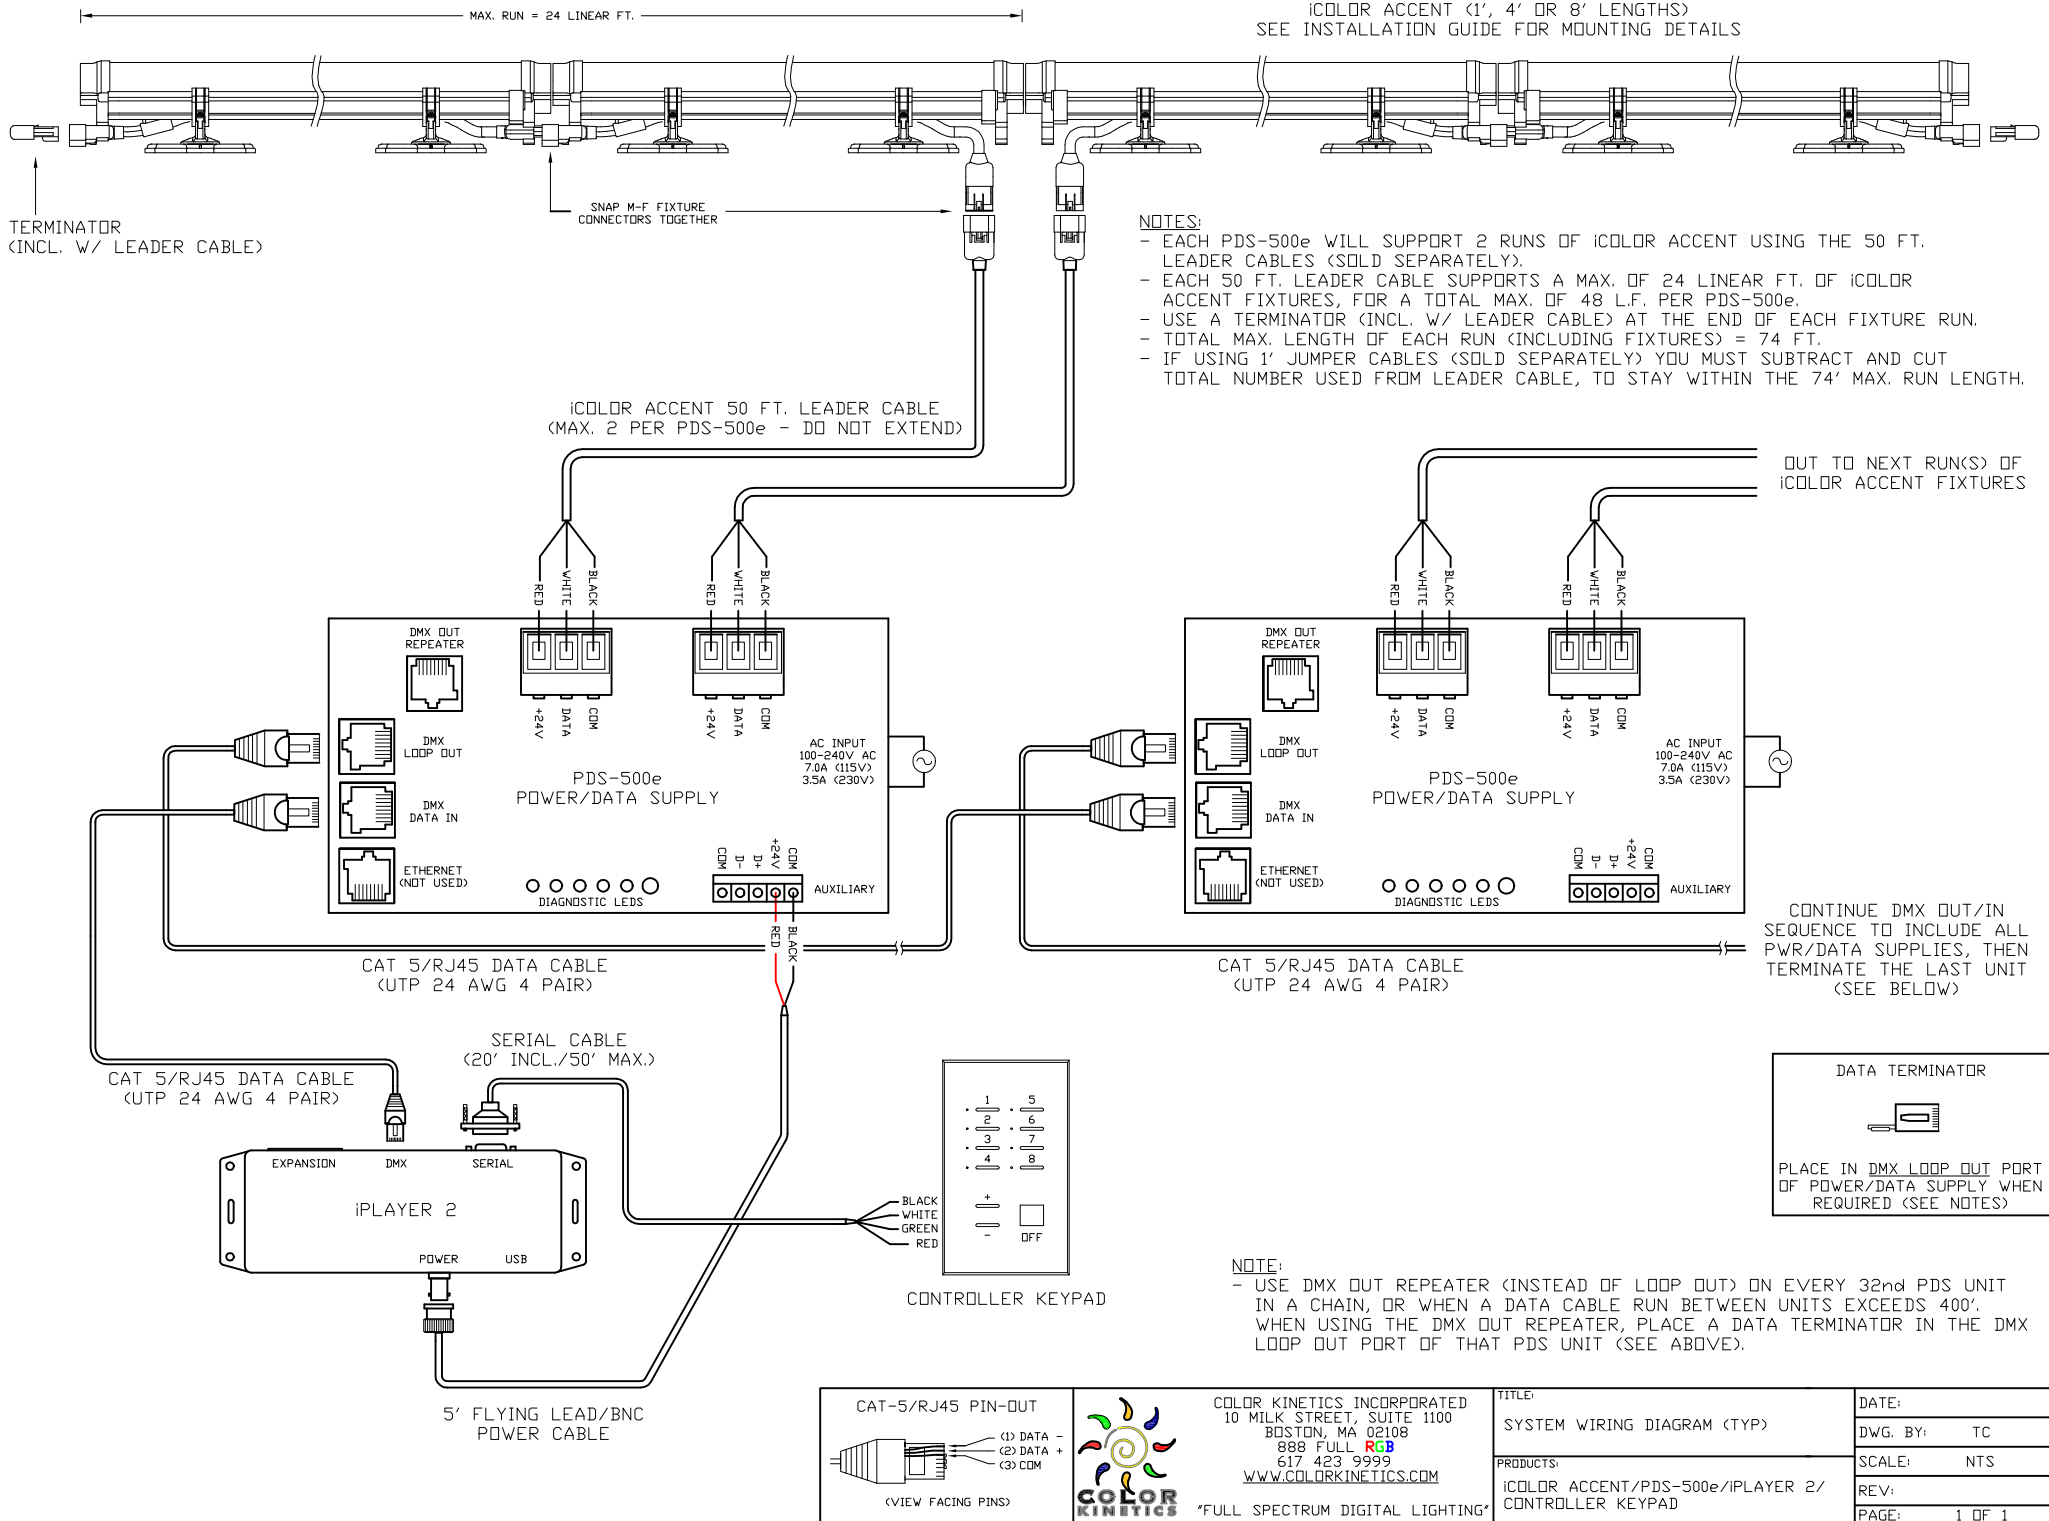 MAX. RUN = 24 LINEAR FT.
iCOLOR ACCENT (1', 4' OR 8' LENGTHS)
SEE INSTALLATION GUIDE FOR MOUNTING DETAILS
TERMINATOR
(INCL. W/ LEADER CABLE)
SNAP M-F FIXTURE
CONNECTORS TOGETHER
NOTES:
- EACH PDS-500e WILL SUPPORT 2 RUNS OF iCOLOR ACCENT USING THE 50 FT.
LEADER CABLES (SOLD SEPARATELY).
- EACH 50 FT. LEADER CABLE SUPPORTS A MAX. OF 24 LINEAR FT. OF iCOLOR
ACCENT FIXTURES, FOR A TOTAL MAX. OF 48 L.F. PER PDS-500e.
- USE A TERMINATOR (INCL. W/ LEADER CABLE) AT THE END OF EACH FIXTURE RUN.
- TOTAL MAX. LENGTH OF EACH RUN (INCLUDING FIXTURES) = 74 FT.
- IF USING 1' JUMPER CABLES (SOLD SEPARATELY) YOU MUST SUBTRACT AND CUT
TOTAL NUMBER USED FROM LEADER CABLE, TO STAY WITHIN THE 74' MAX. RUN LENGTH.
iCOLOR ACCENT 50 FT. LEADER CABLE
(MAX. 2 PER PDS-500e - DO NOT EXTEND)
OUT TO NEXT RUN(S) OF
iCOLOR ACCENT FIXTURES
RED
WHITE
BLACK
RED
WHITE
BLACK
RED
WHITE
BLACK
RED
WHITE
BLACK
DMX OUT
REPEATER
+24V
DATA
COM
+24V
DATA
COM
DMX
LOOP OUT
AC INPUT
100-240V AC
7.0A (115V)
3.5A (230V)
PDS-500e
POWER/DATA SUPPLY
DMX
DATA IN
ETHERNET
(NOT USED)
DIAGNOSTIC LEDS
COM
D-
D+
+24V
COM
AUXILIARY
DMX OUT
REPEATER
+24V
DATA
COM
+24V
DATA
COM
DMX
LOOP OUT
AC INPUT
100-240V AC
7.0A (115V)
3.5A (230V)
PDS-500e
POWER/DATA SUPPLY
DMX
DATA IN
ETHERNET
(NOT USED)
DIAGNOSTIC LEDS
COM
D-
D+
+24V
COM
AUXILIARY
RED
BLACK
CAT 5/RJ45 DATA CABLE
(UTP 24 AWG 4 PAIR)
CAT 5/RJ45 DATA CABLE
(UTP 24 AWG 4 PAIR)
CONTINUE DMX OUT/IN
SEQUENCE TO INCLUDE ALL
PWR/DATA SUPPLIES, THEN
TERMINATE THE LAST UNIT
(SEE BELOW)
SERIAL CABLE
(20' INCL./50' MAX.)
CAT 5/RJ45 DATA CABLE
(UTP 24 AWG 4 PAIR)
EXPANSION
DMX
SERIAL
iPLAYER 2
POWER
USB
1 5
2 6
3 7
4 8
+
-
OFF
BLACK
WHITE
GREEN
RED
CONTROLLER KEYPAD
DATA TERMINATOR
PLACE IN DMX LOOP OUT PORT
OF POWER/DATA SUPPLY WHEN
REQUIRED (SEE NOTES)
NOTE:
- USE DMX OUT REPEATER (INSTEAD OF LOOP OUT) ON EVERY 32nd PDS UNIT
IN A CHAIN, OR WHEN A DATA CABLE RUN BETWEEN UNITS EXCEEDS 400'.
WHEN USING THE DMX OUT REPEATER, PLACE A DATA TERMINATOR IN THE DMX
LOOP OUT PORT OF THAT PDS UNIT (SEE ABOVE).
5' FLYING LEAD/BNC
POWER CABLE
CAT-5/RJ45 PIN-OUT
(1) DATA -
(2) DATA +
(3) COM
(VIEW FACING PINS)
COLOR
KINETICS
COLOR KINETICS INCORPORATED
10 MILK STREET, SUITE 1100
BOSTON, MA 02108
888 FULL RGB
617 423 9999
WWW.COLORKINETICS.COM
"FULL SPECTRUM DIGITAL LIGHTING"
TITLE:
SYSTEM WIRING DIAGRAM (TYP)
PRODUCTS:
iCOLOR ACCENT/PDS-500e/iPLAYER 2/
CONTROLLER KEYPAD
DATE:
DWG. BY: TC
SCALE: NTS
REV:
PAGE: 1 OF 1